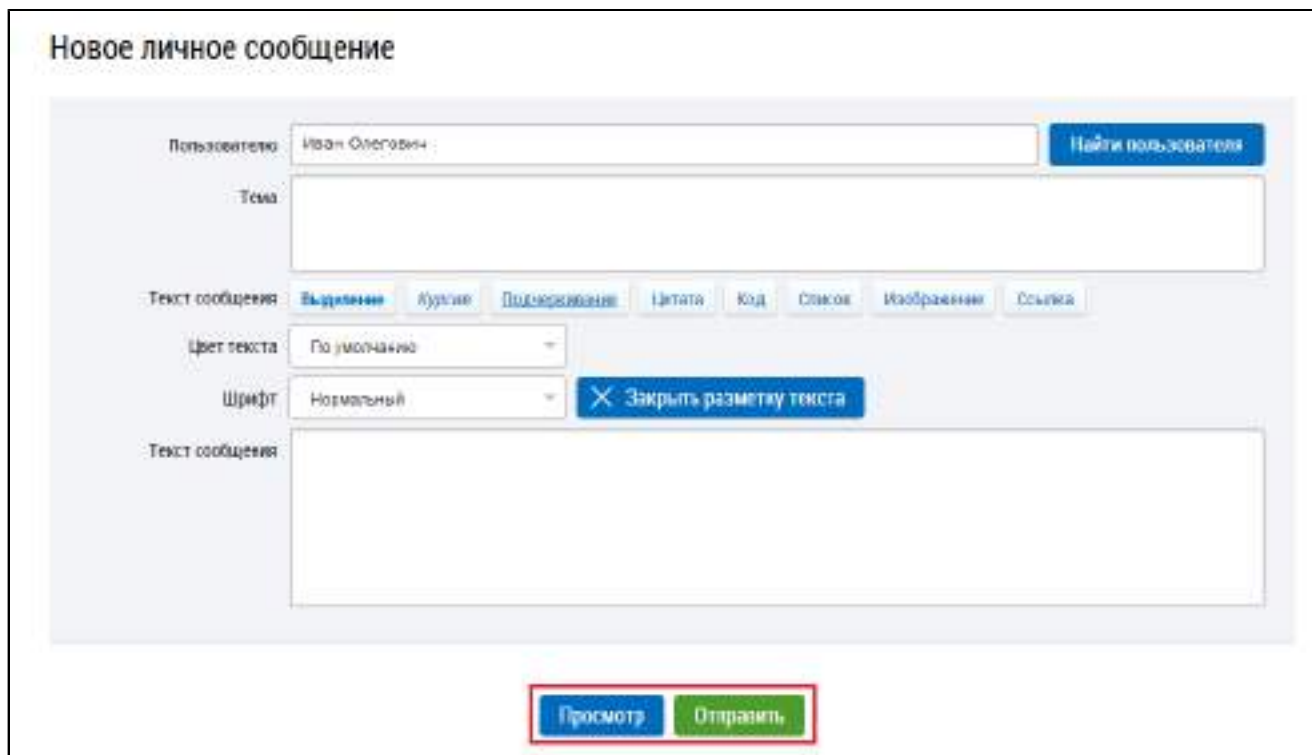 Новое личное сообщение
Пользователю Иван Олегович Найти пользователя
Тема
Текст сообщения Выделение Курсив Подчеркивание Цитата Код Список Изображение Ссылка
Цвет текста По умолчанию
Шрифт Нормальный Закрыть разметку текста
Текст сообщения
Просмотр Отправить